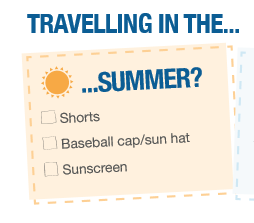 TRAVELLING IN THE...
...SUMMER?
Shorts
Baseball cap/sun hat
Sunscreen